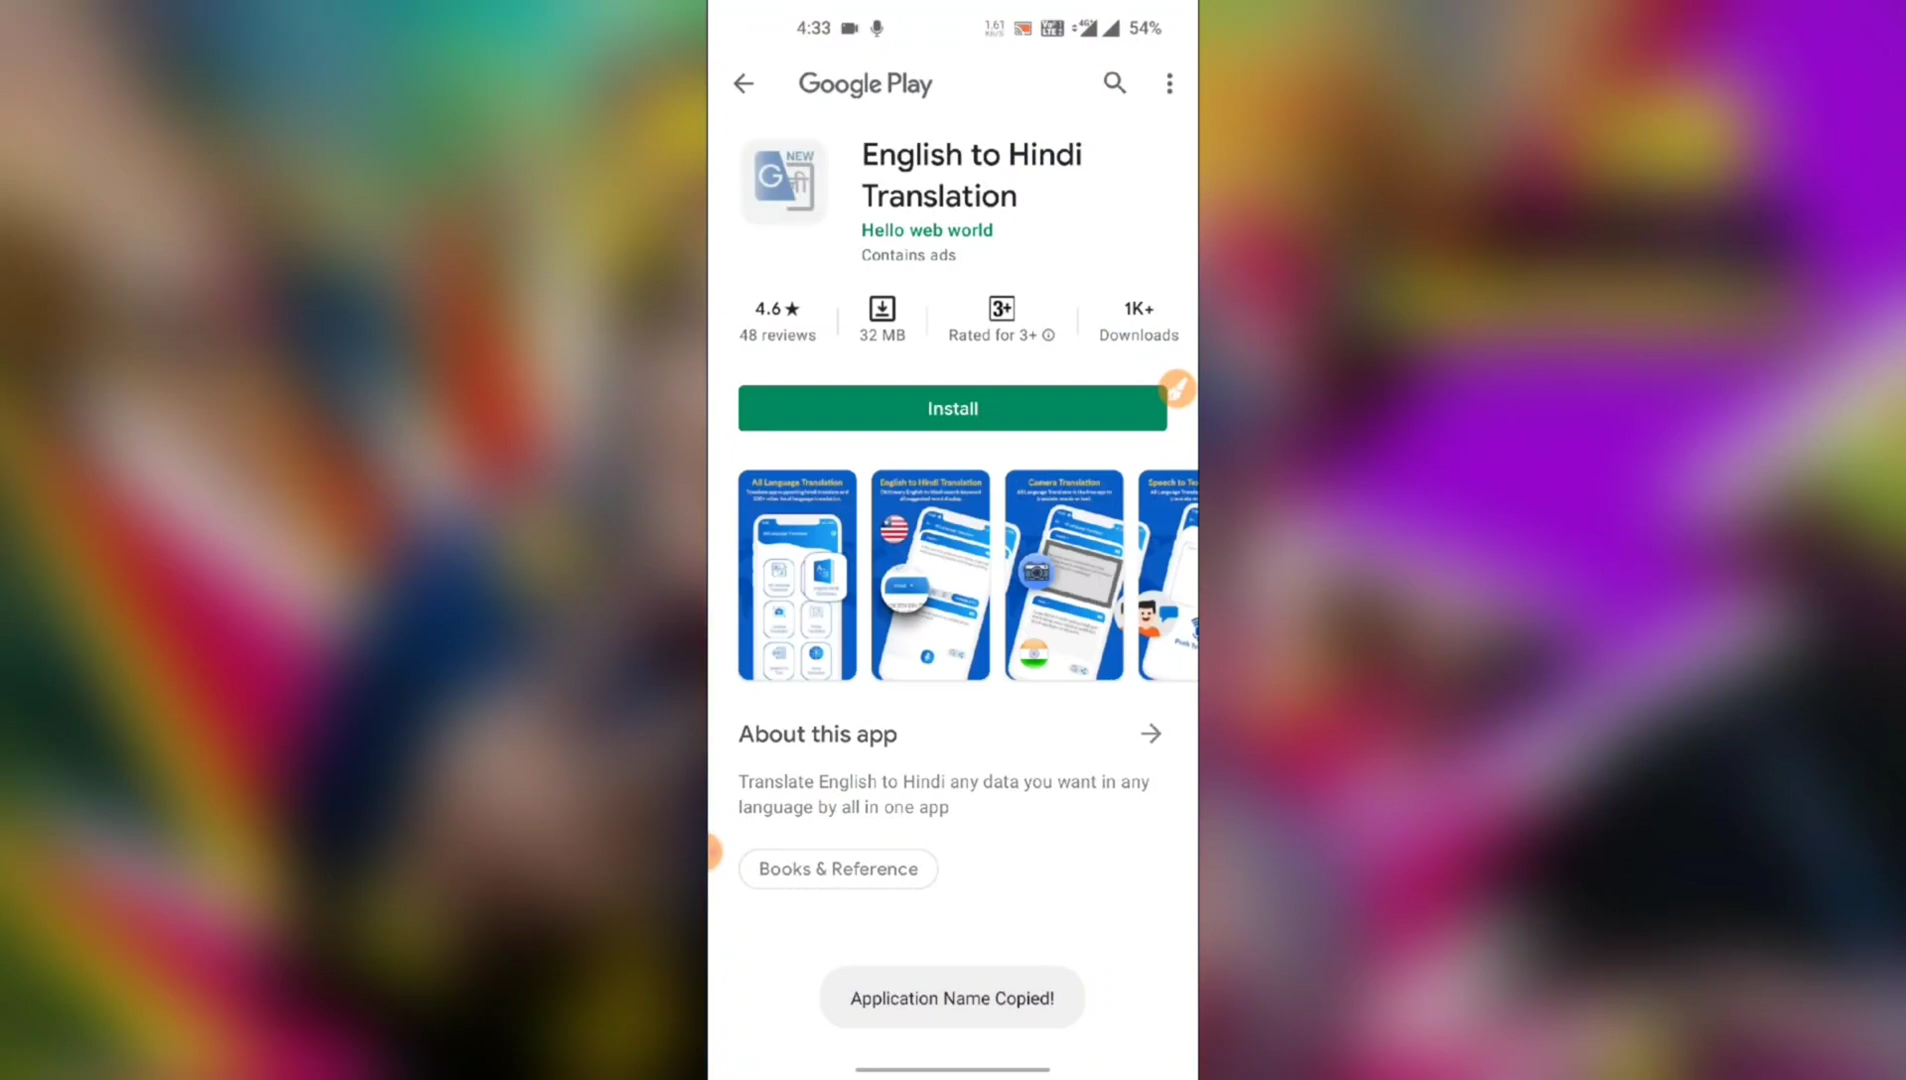 4:33
1.61
54%
Google Play
NEW
G
English to Hindi
Translation
Hello web world
Contains ads
4.6★
48 reviews
32 MB
3+
Rated for 3+
1K+
Downloads
Install
All Language Translation
English to Hindi Translation
Camera Translation
Speech to Te
About this app
Translate English to Hindi any data you want in any
language by all in one app
Books & Reference
Application Name Copied!